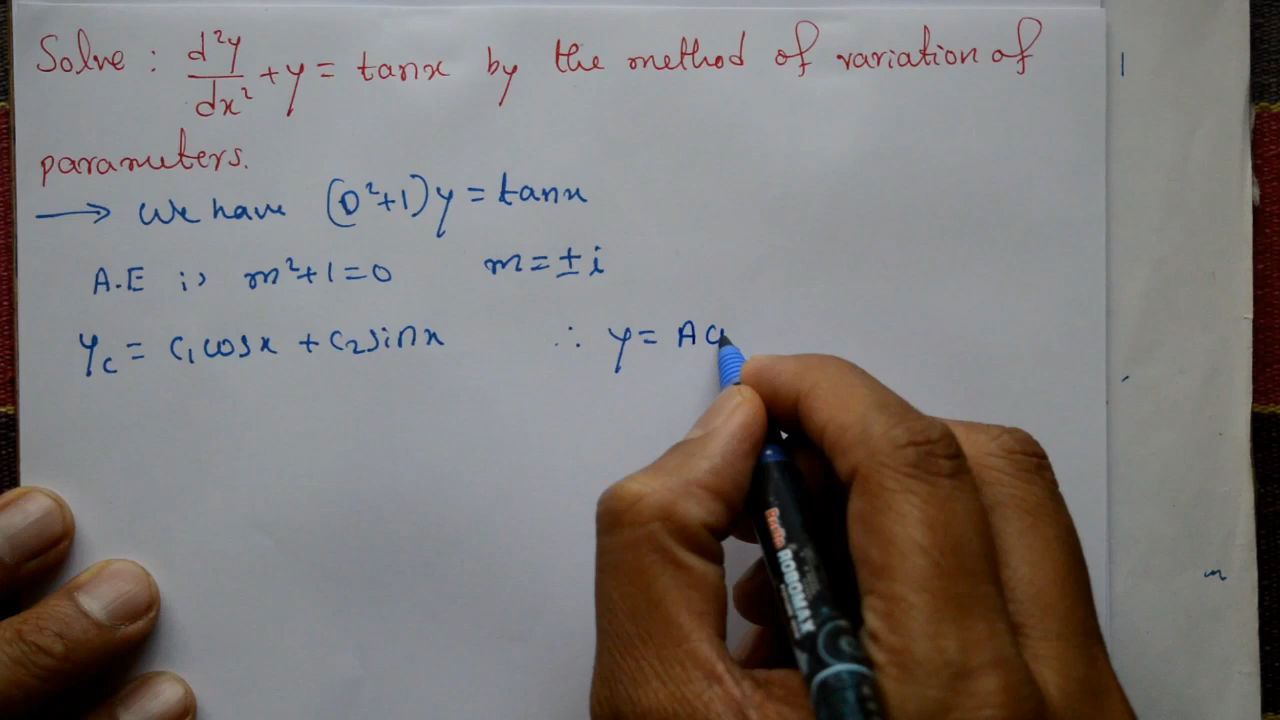 Solve : d²y/dx² + y = tanx by the method of variation of
parameters.
→ We have (D²+1)y = tanx
A.E is m²+1=0 m = ±i
y_c = c₁cosx + c₂sinx ∴ y = A
ROBOMAX